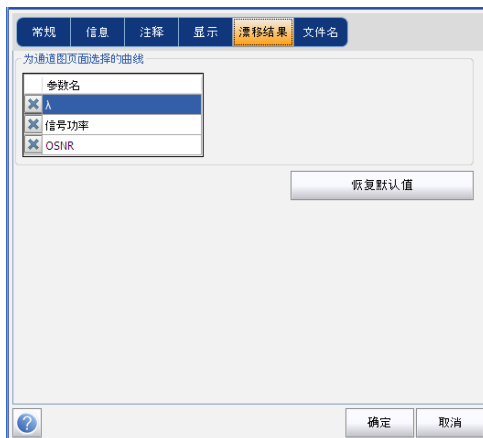 常规 信息 注释 显示 漂移结果 文件名
为通道图页面选择的曲线
参数名
λ
信号功率
OSNR
恢复默认值
确定 取消